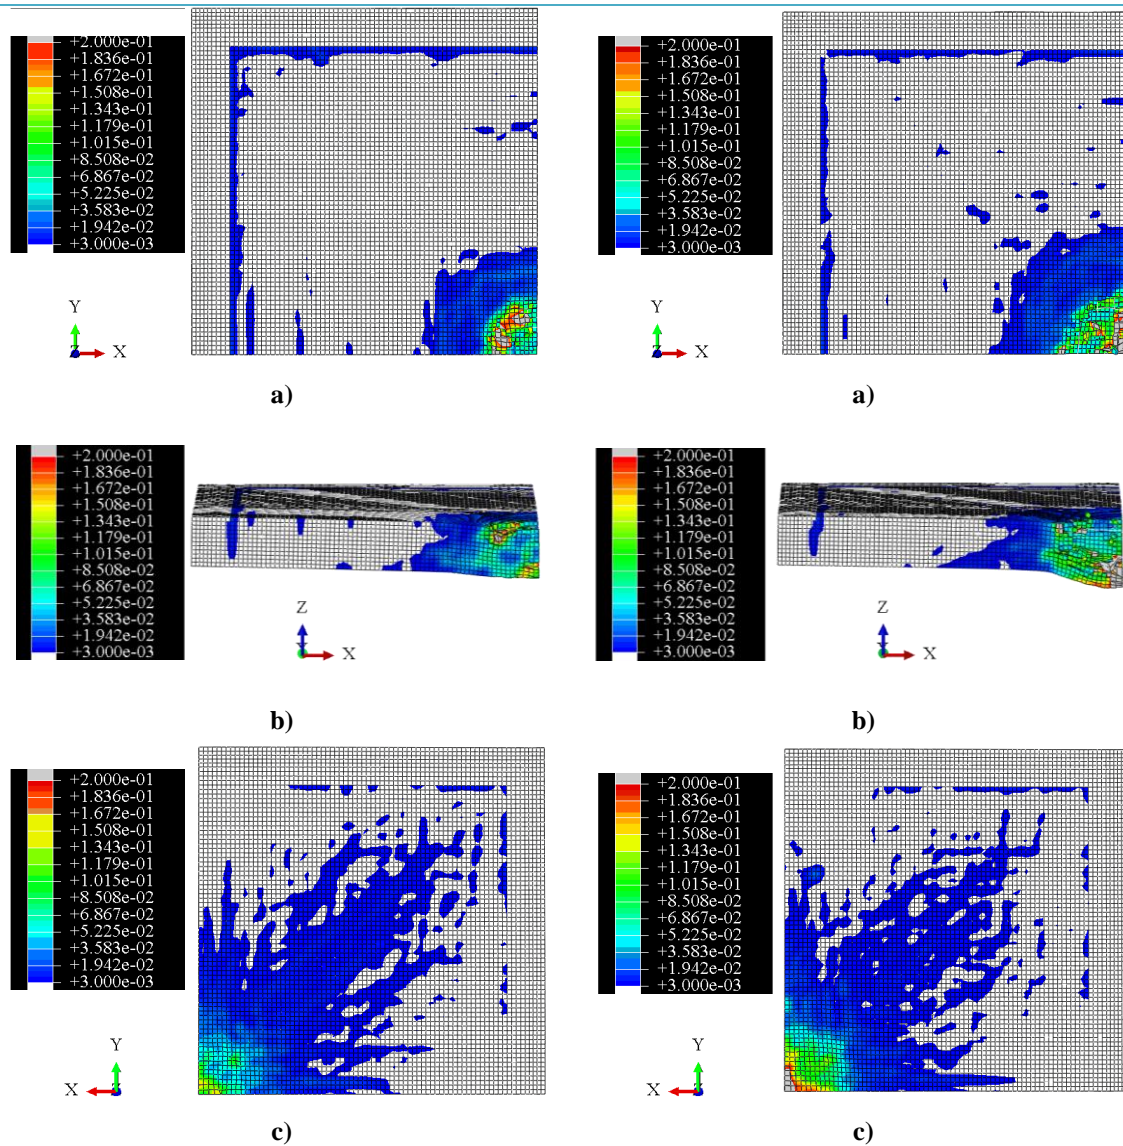 +2.000e-01
+1.836e-01
+1.672e-01
+1.508e-01
+1.343e-01
+1.179e-01
+1.015e-01
+8.508e-02
+6.867e-02
+5.225e-02
+3.583e-02
+1.942e-02
+3.000e-03
Y
Z X
a)
+2.000e-01
+1.836e-01
+1.672e-01
+1.508e-01
+1.343e-01
+1.179e-01
+1.015e-01
+8.508e-02
+6.867e-02
+5.225e-02
+3.583e-02
+1.942e-02
+3.000e-03
Y
Z X
a)
+2.000e-01
+1.836e-01
+1.672e-01
+1.508e-01
+1.343e-01
+1.179e-01
+1.015e-01
+8.508e-02
+6.867e-02
+5.225e-02
+3.583e-02
+1.942e-02
+3.000e-03
Z
Y X
b)
+2.000e-01
+1.836e-01
+1.672e-01
+1.508e-01
+1.343e-01
+1.179e-01
+1.015e-01
+8.508e-02
+6.867e-02
+5.225e-02
+3.583e-02
+1.942e-02
+3.000e-03
Z
Y X
b)
+2.000e-01
+1.836e-01
+1.672e-01
+1.508e-01
+1.343e-01
+1.179e-01
+1.015e-01
+8.508e-02
+6.867e-02
+5.225e-02
+3.583e-02
+1.942e-02
+3.000e-03
Y
X Z
c)
+2.000e-01
+1.836e-01
+1.672e-01
+1.508e-01
+1.343e-01
+1.179e-01
+1.015e-01
+8.508e-02
+6.867e-02
+5.225e-02
+3.583e-02
+1.942e-02
+3.000e-03
Y
X Z
c)